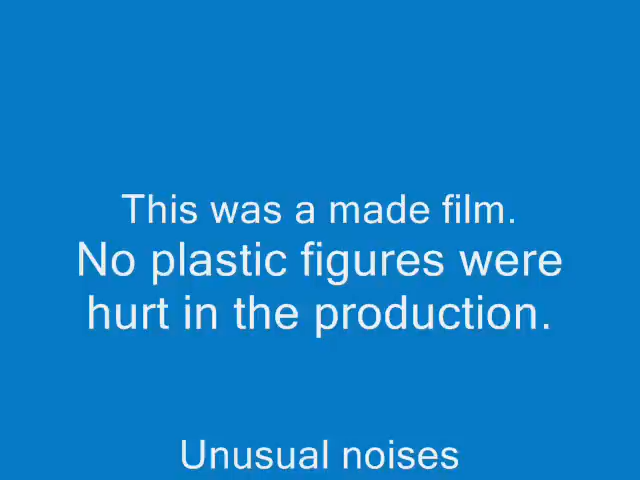 This was a made film.
No plastic figures were
hurt in the production.
Unusual noises